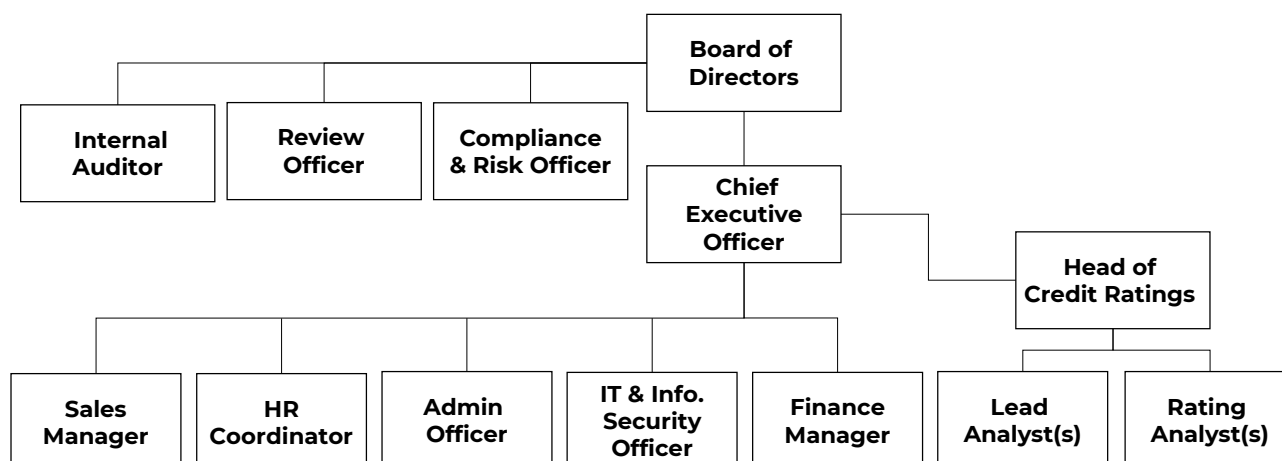 Board of
Directors
Internal
Auditor
Review
Officer
Compliance
& Risk Officer
Chief
Executive
Officer
Head of
Credit Ratings
Sales
Manager
HR
Coordinator
Admin
Officer
IT & Info.
Security
Officer
Finance
Manager
Lead
Analyst(s)
Rating
Analyst(s)